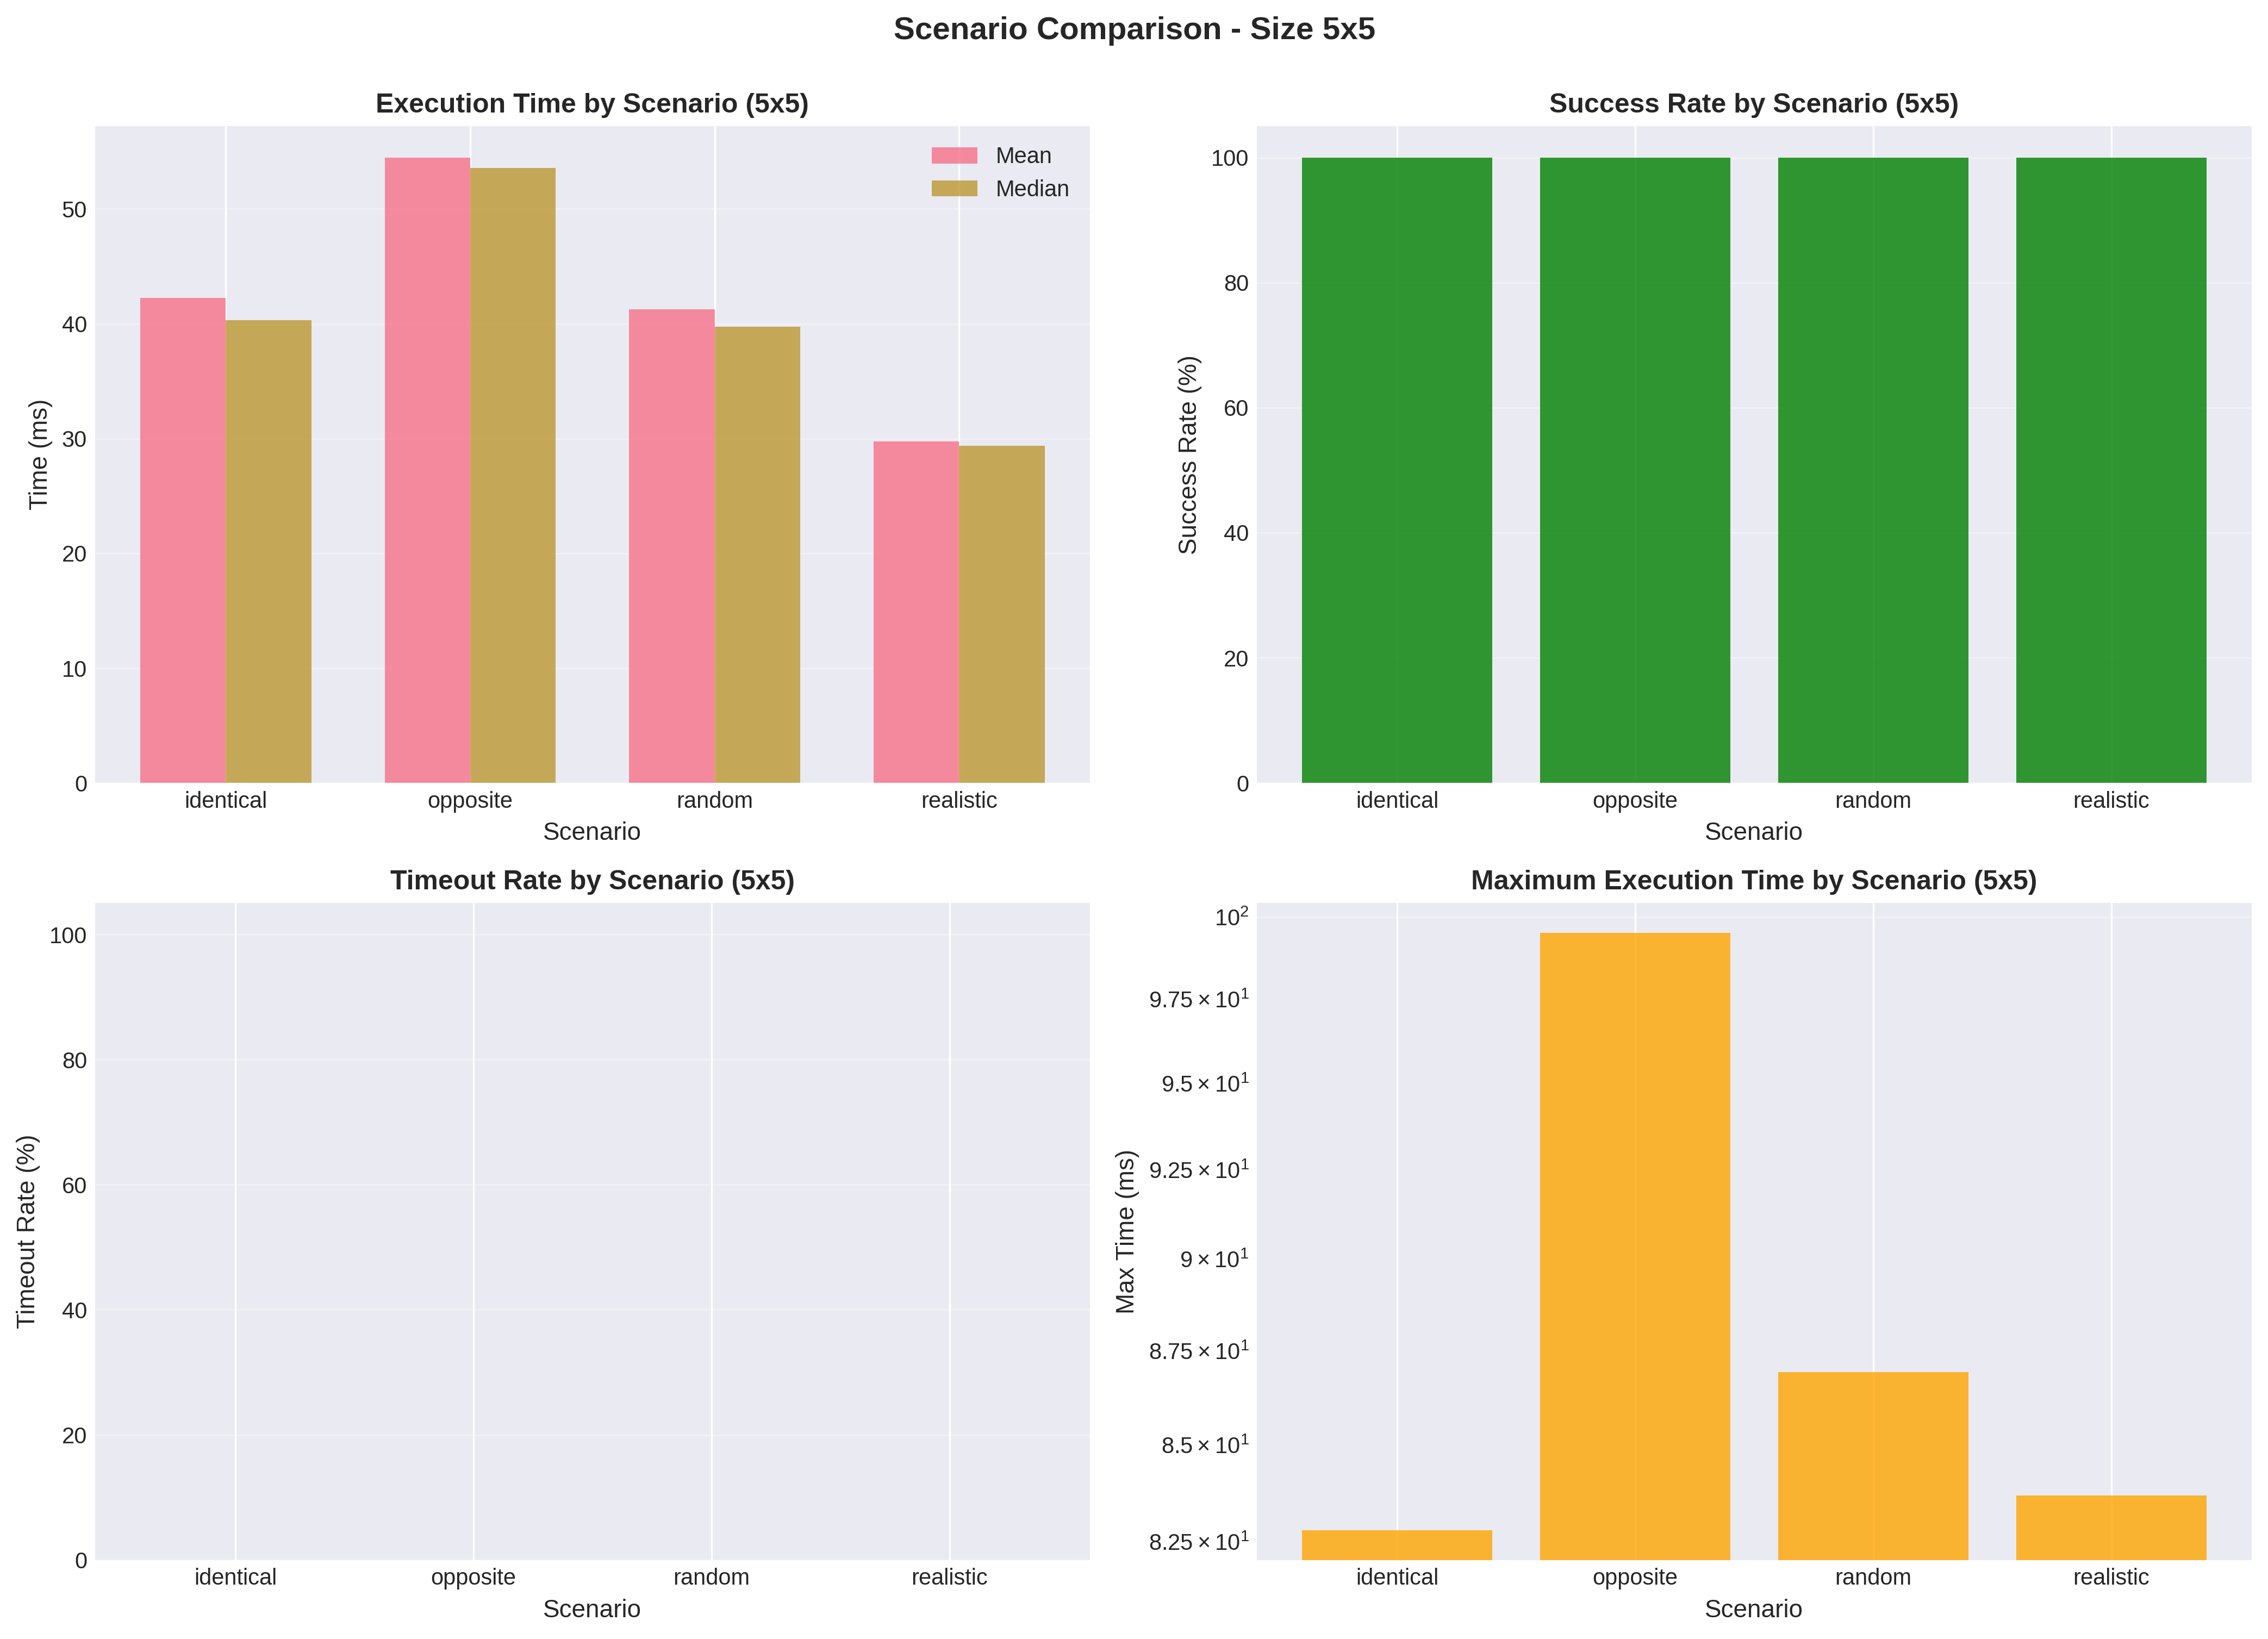 Scenario Comparison - Size 5x5
Execution Time by Scenario (5x5)
Mean
Median
50
40
30
20
10
0
Time (ms)
identical opposite random realistic
Scenario
Success Rate by Scenario (5x5)
100
80
60
40
20
0
Success Rate (%)
identical opposite random realistic
Scenario
Timeout Rate by Scenario (5x5)
100
80
60
40
20
0
Timeout Rate (%)
identical opposite random realistic
Scenario
Maximum Execution Time by Scenario (5x5)
10²
9.75 × 10¹
9.5 × 10¹
9.25 × 10¹
9 × 10¹
8.75 × 10¹
8.5 × 10¹
8.25 × 10¹
Max Time (ms)
identical opposite random realistic
Scenario